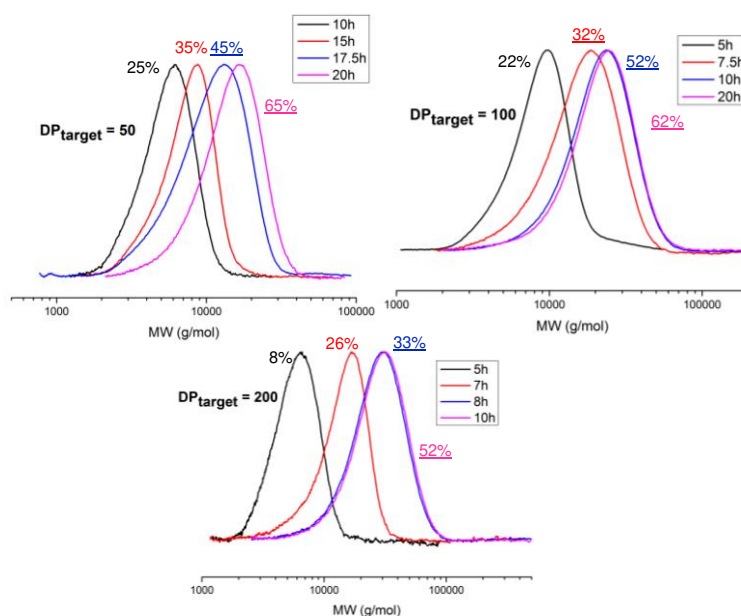 10h
15h
17.5h
20h
35% 45%
25%
65%
DPtarget = 50
1000 10000 100000
MW (g/mol)
5h
7.5h
10h
20h
32%
22%
52%
DPtarget = 100
62%
1000 10000 100000
MW (g/mol)
5h
7h
8h
10h
26% 33%
8%
DPtarget = 200
52%
1000 10000 100000
MW (g/mol)